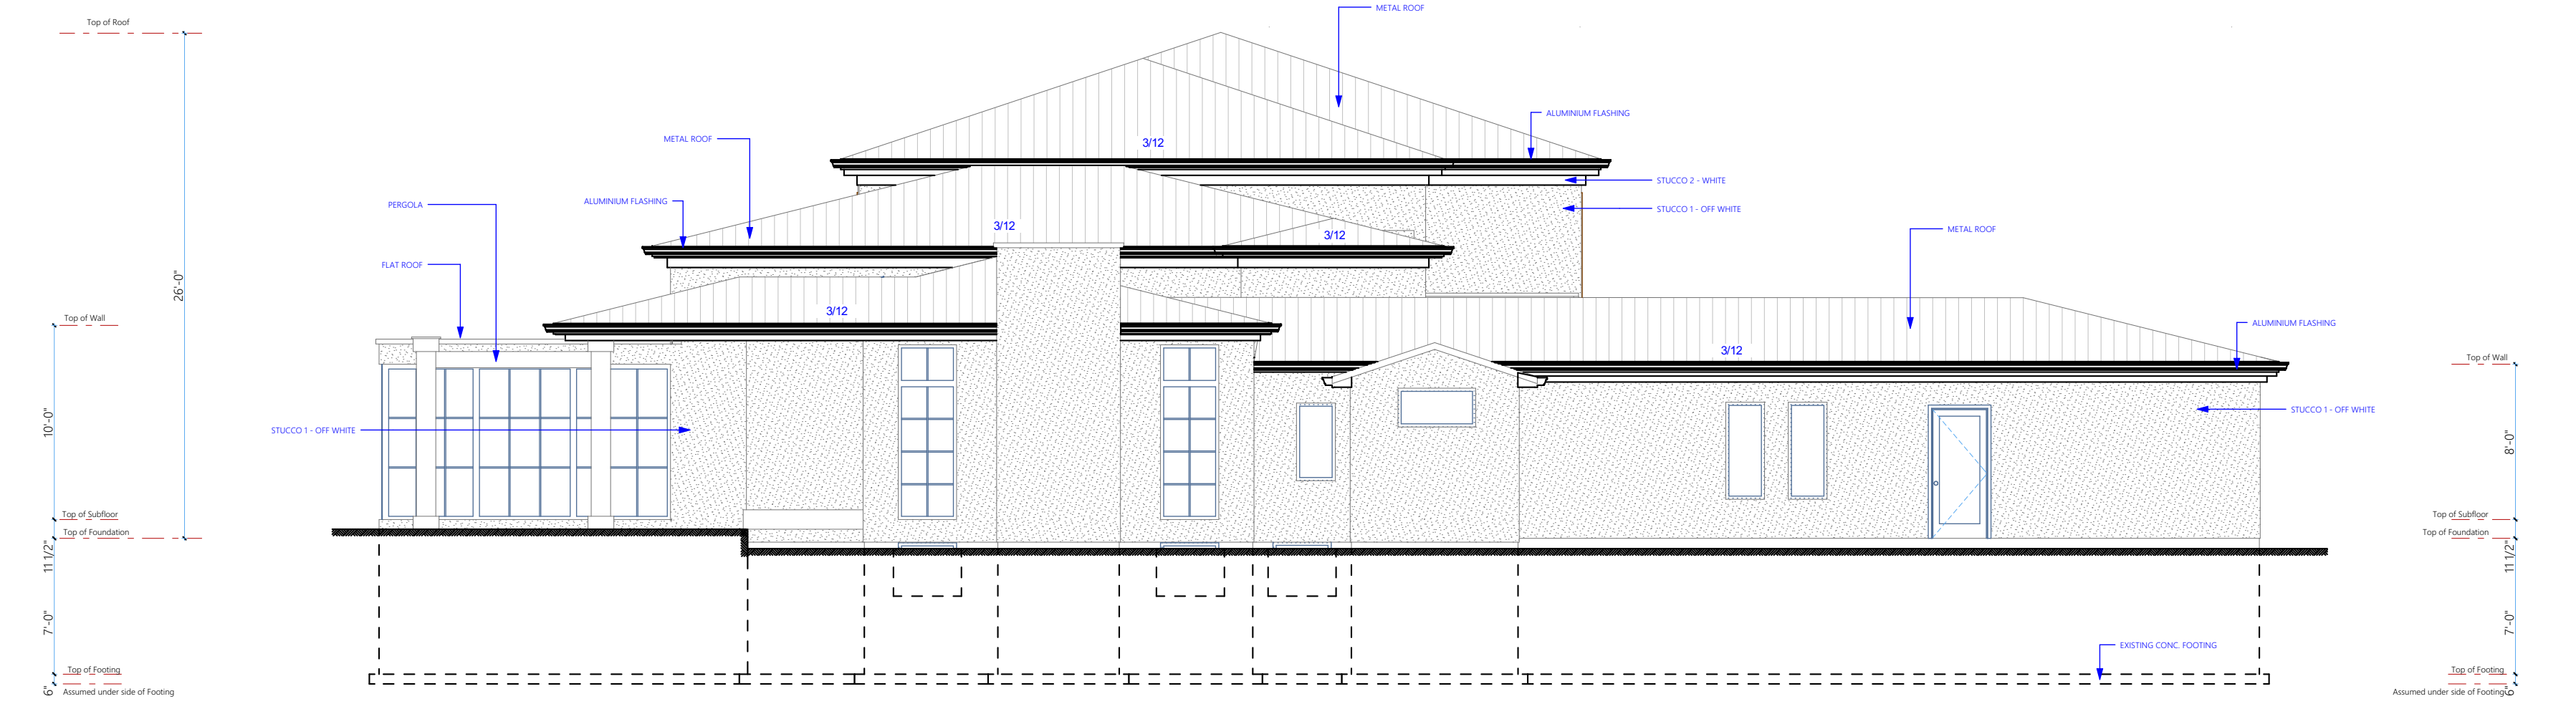 Top of Roof
METAL ROOF
ALUMINIUM FLASHING
METAL ROOF
3/12
STUCCO 2 - WHITE
ALUMINIUM FLASHING
PERGOLA
STUCCO 1 - OFF WHITE
3/12
METAL ROOF
3/12
FLAT ROOF
26'-0"
3/12
Top of Wall
ALUMINIUM FLASHING
3/12
Top of Wall
10'-0"
STUCCO 1 - OFF WHITE
STUCCO 1 - OFF WHITE
8'-0"
Top of Subfloor
Top of Subfloor
Top of Foundation
Top of Foundation
11 1/2"
11 1/2"
7'-0"
7'-0"
EXISTING CONC. FOOTING
Top of Footing
Top of Footing
6"
Assumed under side of Footing
Assumed under side of Footing
6"